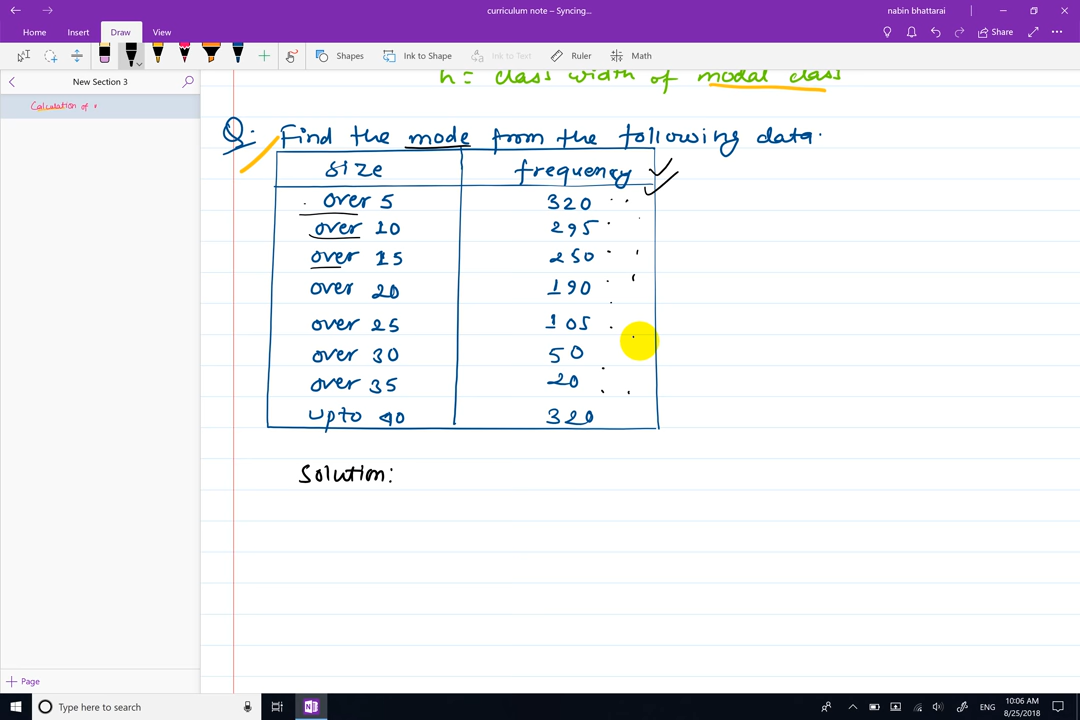 curriculum note – Syncing...
nabin bhattarai
Home Insert Draw View
Share
Shapes Ink to Shape Ink to Text Ruler Math
New Section 3
Calculation of
h = class width of modal class
Q: Find the mode from the following data.
size frequency
over 5 320
over 10 295
over 15 250
over 20 190
over 25 105
over 30 50
over 35 20
upto 40 320
Solution:
Page
Type here to search
ENG
10:06 AM
8/25/2018